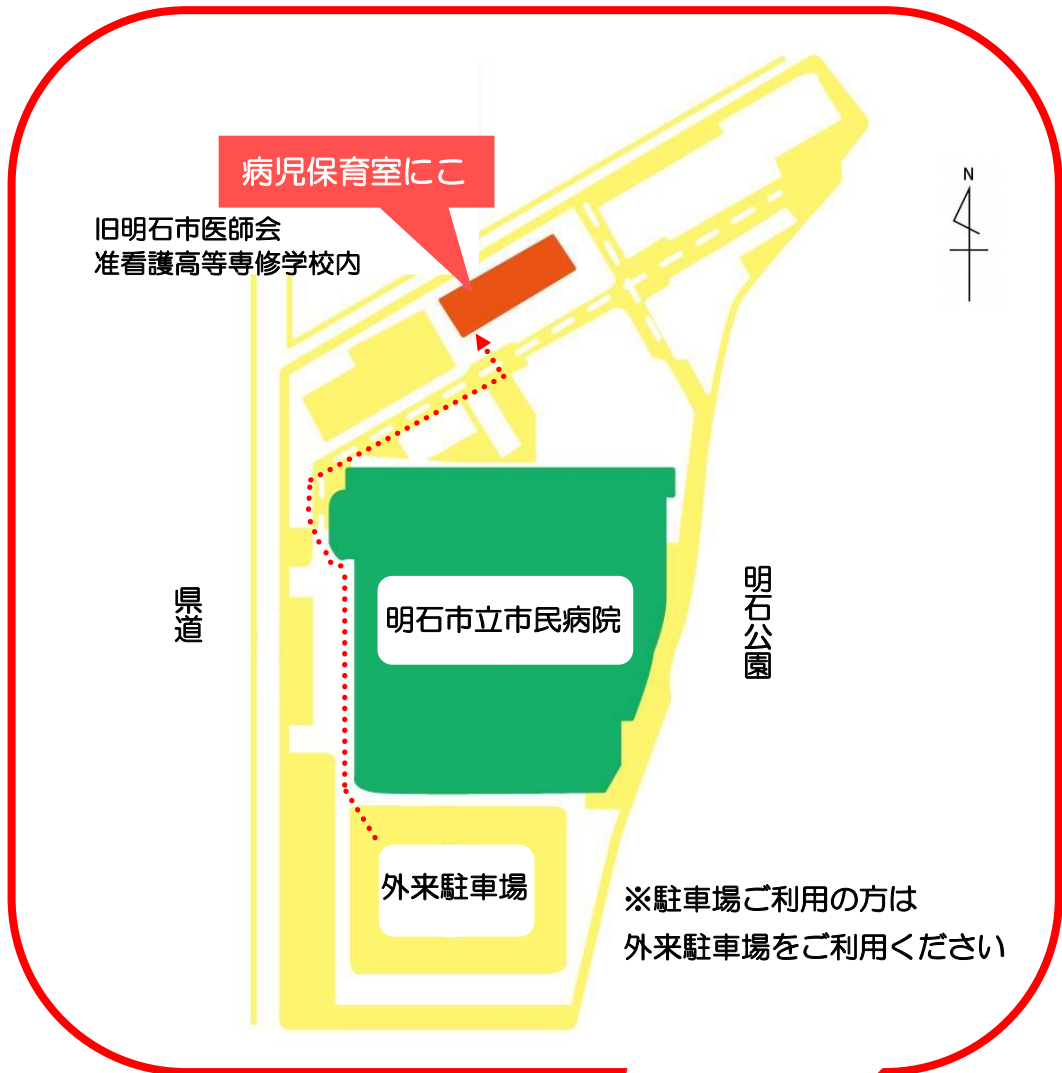 病児保育室にこ
旧明石市医師会
准看護高等専修学校内
N
県道
明石市立市民病院
明石公園
外来駐車場
※駐車場ご利用の方は
外来駐車場をご利用ください